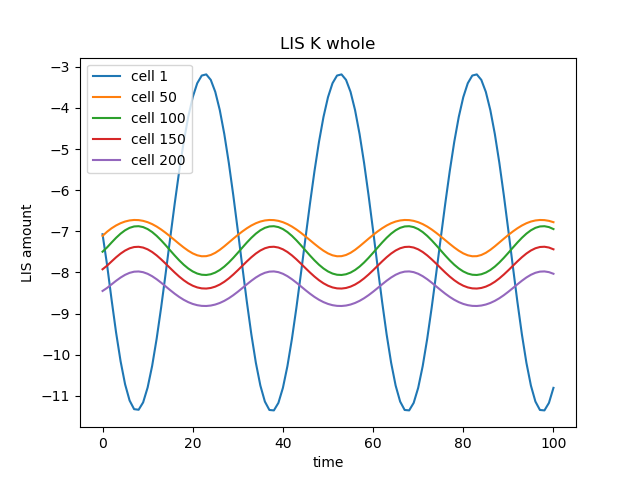 LIS K whole
LIS amount
−3
−4
−5
−6
−7
−8
−9
−10
−11
cell 1
cell 50
cell 100
cell 150
cell 200
0
20
40
60
80
100
time